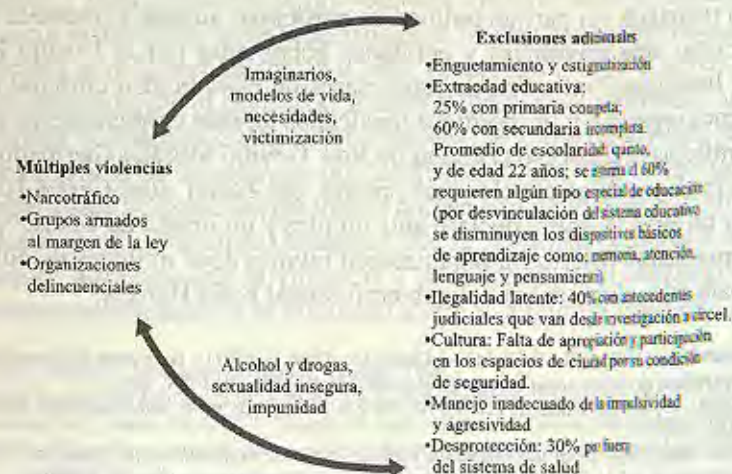 Imaginarios,
modelos de vida,
necesidades,
victimización
Múltiples violencias
•Narcotráfico
•Grupos armados
al margen de la ley
•Organizaciones
delincuenciales
Alcohol y drogas,
sexualidad insegura,
impunidad
Exclusiones adicionales
•Enguetamiento y estigmatización
•Extraedad educativa:
25% con primaria
60% con secundaria incompleta.
Promedio de escolaridad: quinto,
y de edad 22 años; se el 60%
requieren algún tipo especial de educación
(por desvinculación del sistema educativo
se disminuyen los dispositivos básicos
de aprendizaje como: memoria, atención,
lenguaje y pensamiento)
•Ilegalidad latente: 40% con antecedentes
judiciales que van desde investigación a cárcel.
•Cultura: Falta de apropiación y participación
en los espacios de ciudad por su condición
de seguridad.
•Manejo inadecuado de la impulsividad
y agresividad
•Desprotección: 30% por fuera
del sistema de salud